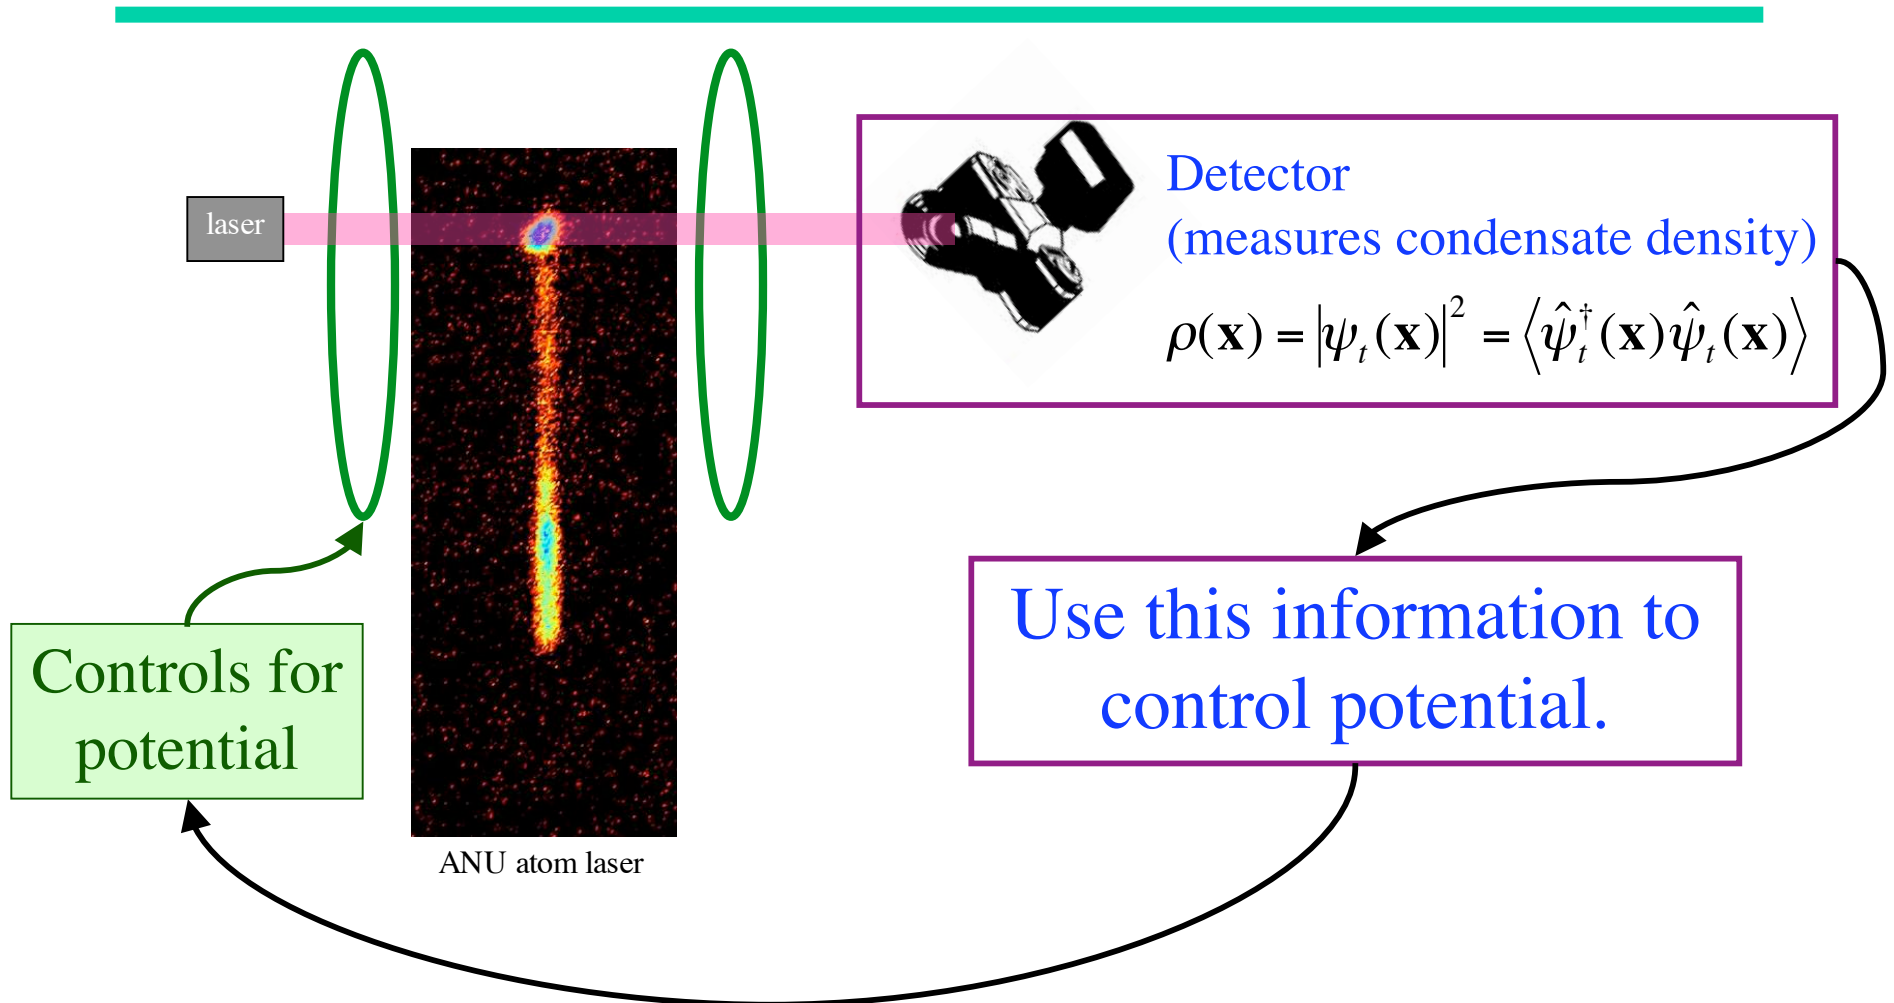 laser
Detector
(measures condensate density)
ρ(𝐱) = |ψₜ(𝐱)|² = ⟨ψ̂ₜ†(𝐱)ψ̂ₜ(𝐱)⟩
Use this information to
control potential.
Controls for
potential
ANU atom laser